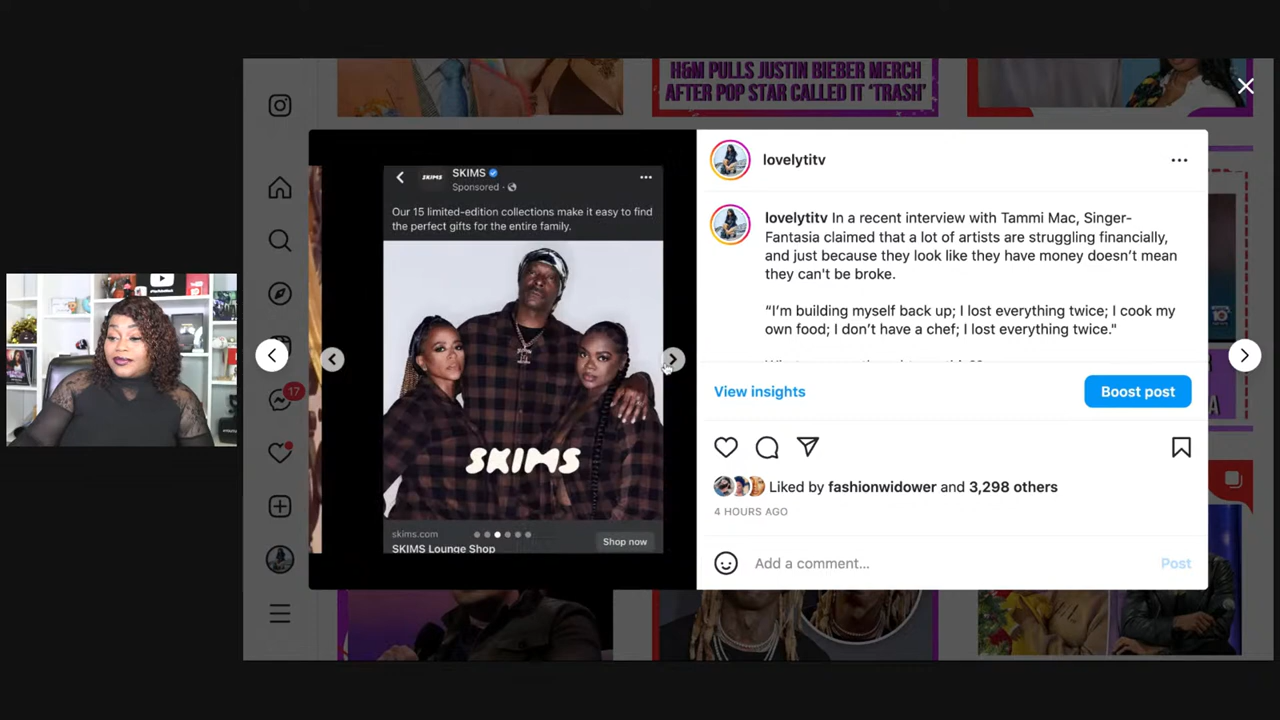 H&M PULLS JUSTIN BIEBER MERCH
AFTER POP STAR CALLED IT 'TRASH'
lovelytitv
SKIMS
SKIMS
Sponsored ·
Our 15 limited-edition collections make it easy to find
the perfect gifts for the entire family.
SKIMS
skims.com
SKIMS Lounge Shop
Shop now
lovelytitv In a recent interview with Tammi Mac, Singer-
Fantasia claimed that a lot of artists are struggling financially,
and just because they look like they have money doesn't mean
they can't be broke.
“I'm building myself back up; I lost everything twice; I cook my
own food; I don't have a chef; I lost everything twice."
View insights
Boost post
17
Liked by fashionwidower and 3,298 others
4 HOURS AGO
Add a comment...
Post